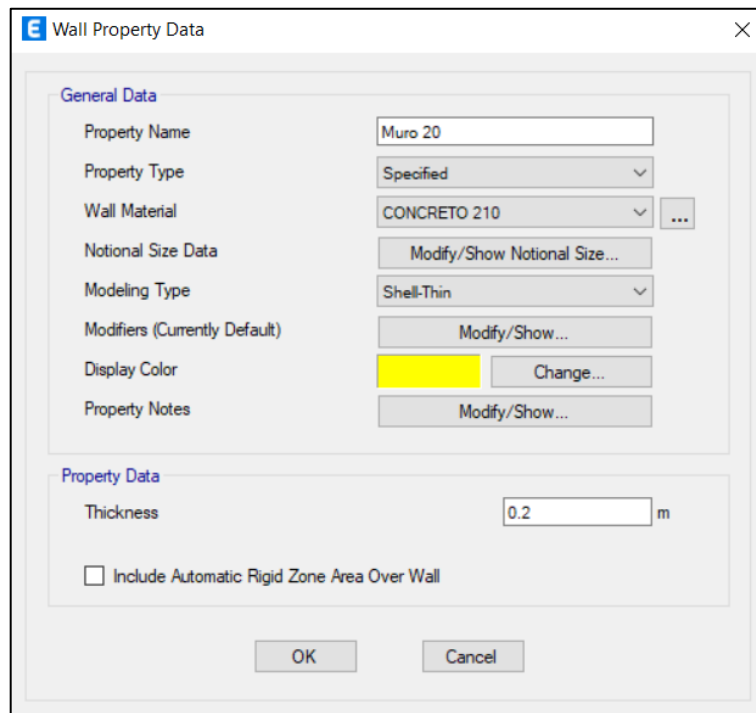 E Wall Property Data
General Data
Property Name Muro 20
Property Type Specified
Wall Material CONCRETO 210 ...
Notional Size Data Modify/Show Notional Size...
Modeling Type Shell-Thin
Modifiers (Currently Default) Modify/Show...
Display Color Change...
Property Notes Modify/Show...
Property Data
Thickness 0.2 m
Include Automatic Rigid Zone Area Over Wall
OK Cancel